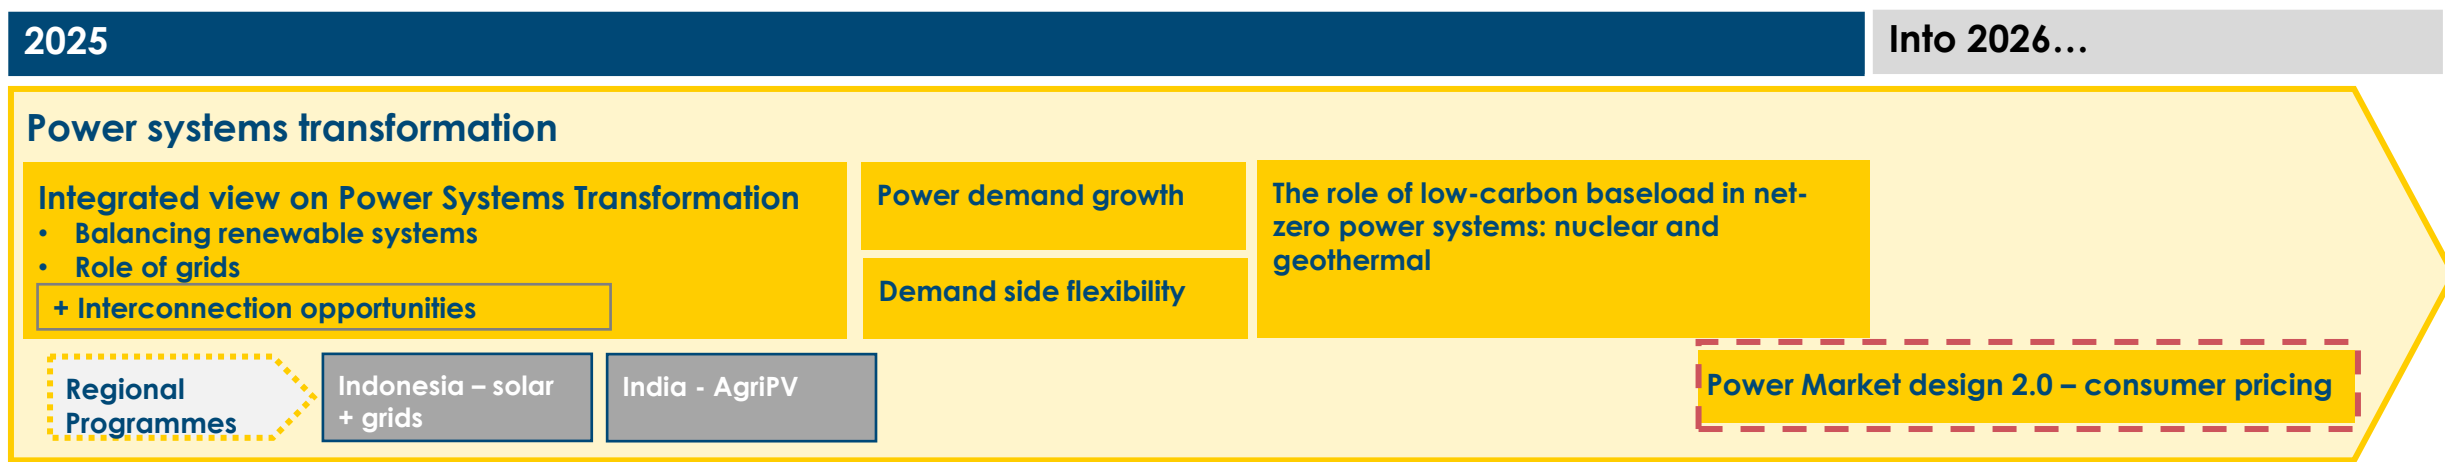 2025
Into 2026…
Power systems transformation
Integrated view on Power Systems Transformation
• Balancing renewable systems
• Role of grids
+ Interconnection opportunities
Power demand growth
Demand side flexibility
The role of low-carbon baseload in net-
zero power systems: nuclear and
geothermal
Regional
Programmes
Indonesia – solar
+ grids
India - AgriPV
Power Market design 2.0 – consumer pricing